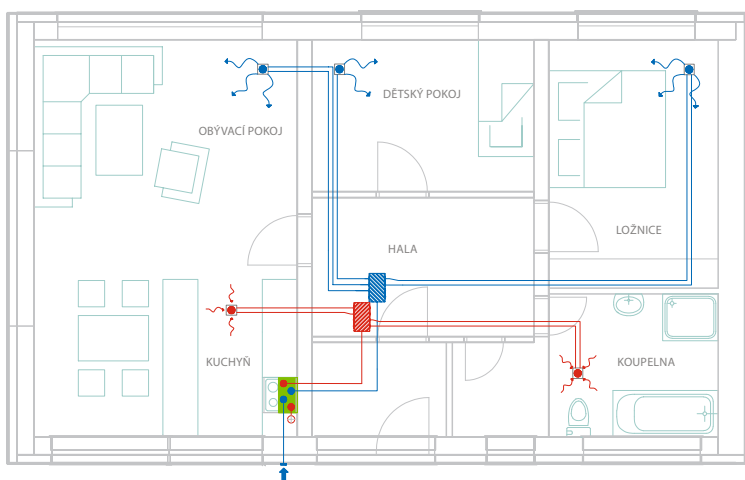 DĚTSKÝ POKOJ
OBÝVACÍ POKOJ
LOŽNICE
HALA
KUCHYŇ
KOUPELNA